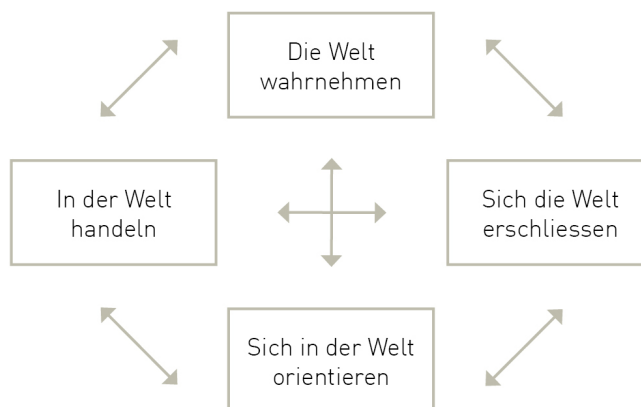 Die Welt
wahrnehmen
In der Welt
handeln
Sich die Welt
erschliessen
Sich in der Welt
orientieren